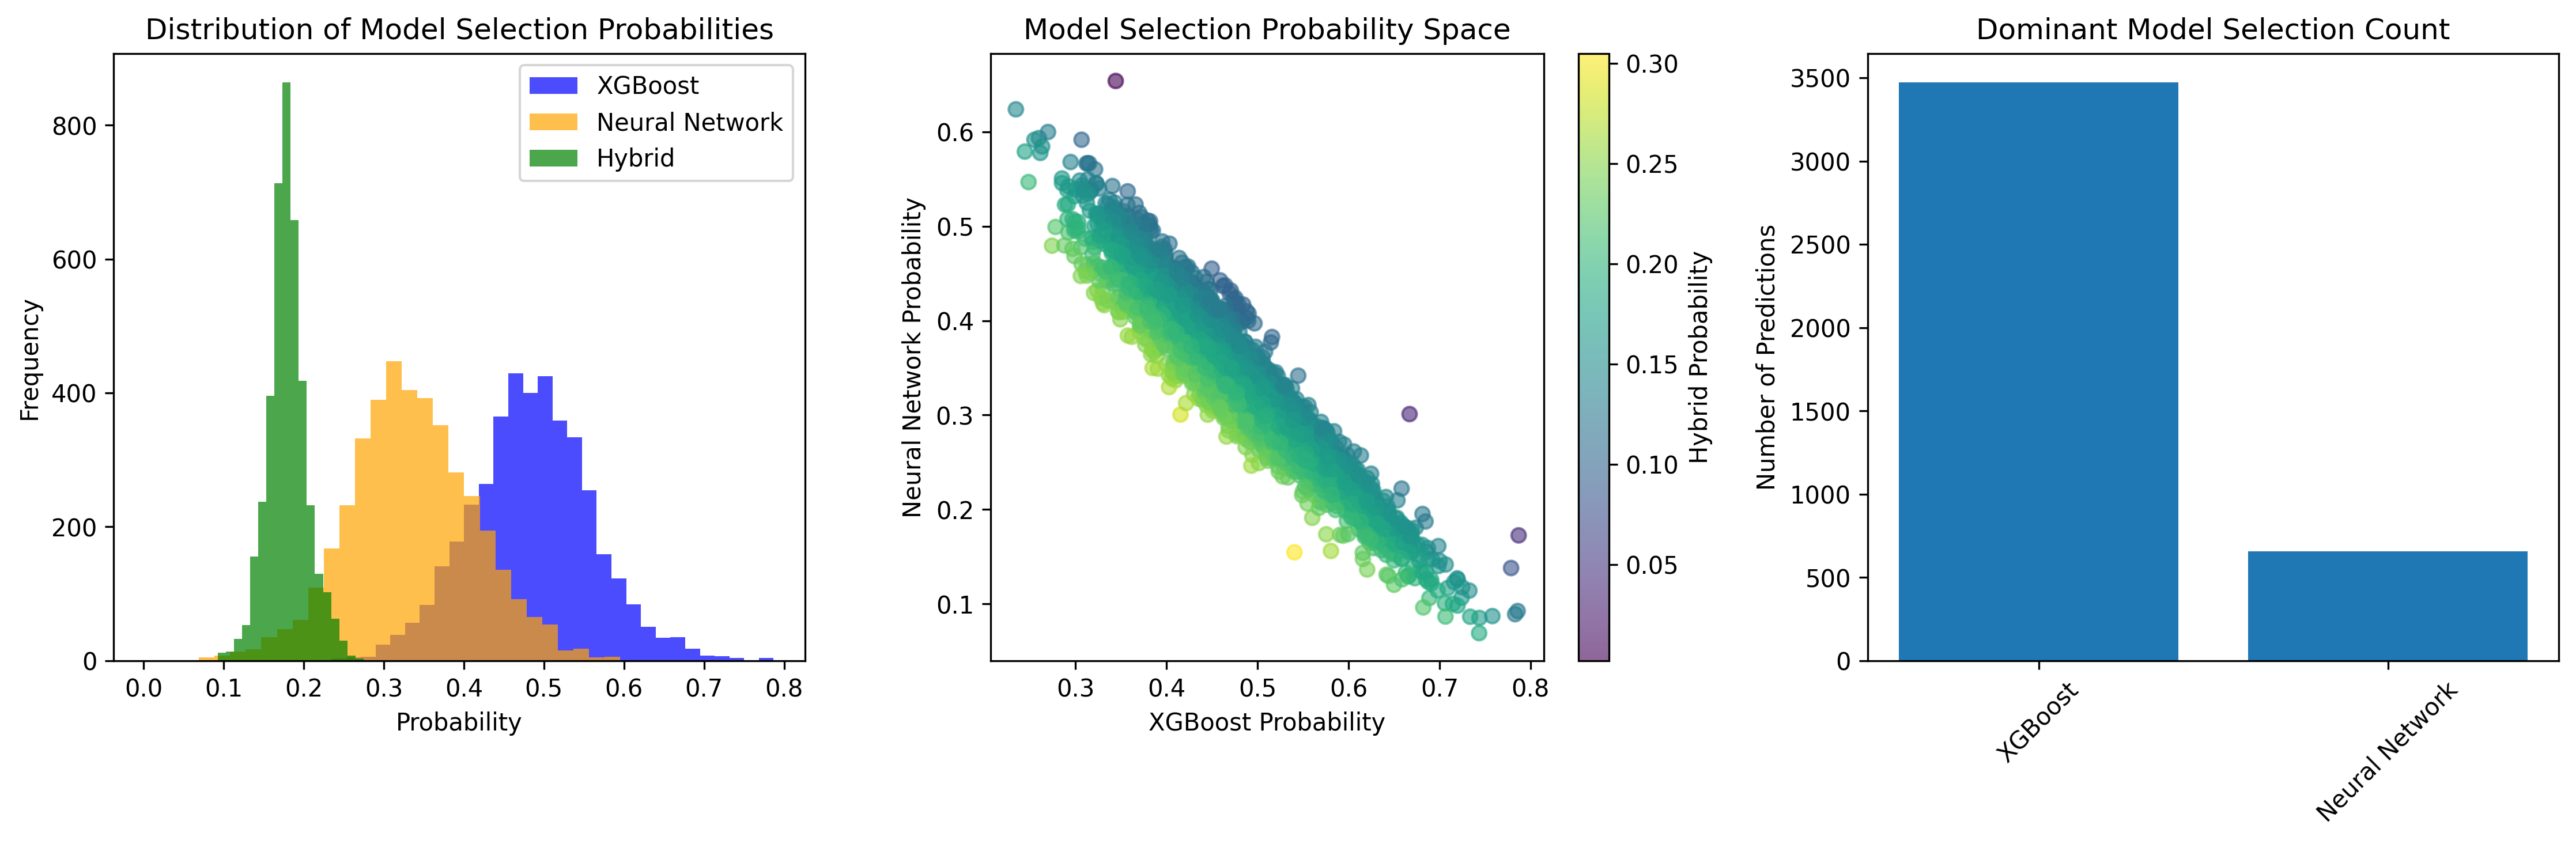 Distribution of Model Selection Probabilities
Frequency
800
600
400
200
0
XGBoost
Neural Network
Hybrid
0.0 0.1 0.2 0.3 0.4 0.5 0.6 0.7 0.8
Probability
Model Selection Probability Space
Neural Network Probability
0.6
0.5
0.4
0.3
0.2
0.1
0.3 0.4 0.5 0.6 0.7 0.8
XGBoost Probability
0.30
0.25
0.20
0.15
0.10
0.05
Hybrid Probability
Dominant Model Selection Count
Number of Predictions
3500
3000
2500
2000
1500
1000
500
0
XGBoost
Neural Network